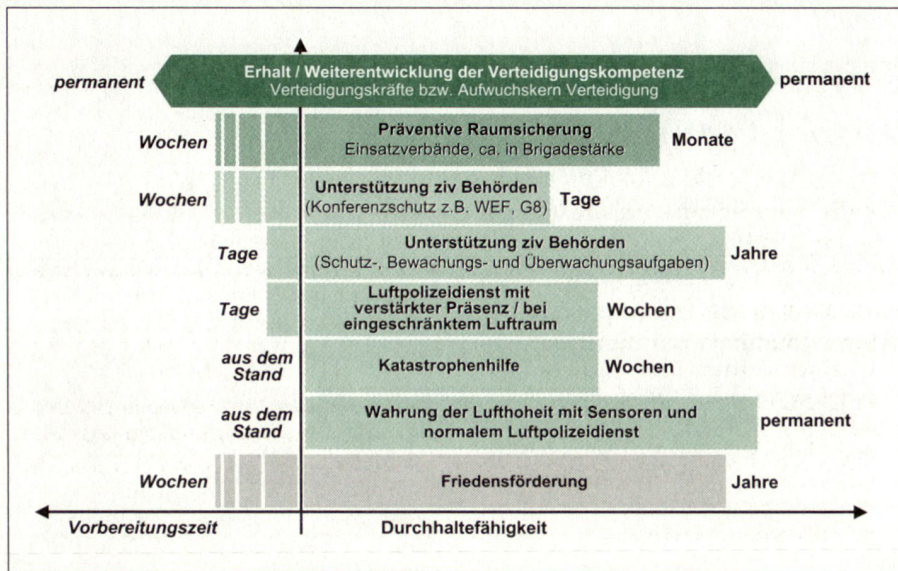 Erhalt / Weiterentwicklung der Verteidigungskompetenz
permanent
permanent
Verteidigungskräfte bzw. Aufwuchskern Verteidigung
Präventive Raumsicherung
Wochen
Monate
Einsatzverbände, ca. in Brigadestärke
Unterstützung ziv Behörden
Wochen
Tage
(Konferenzschutz z.B. WEF, G8)
Unterstützung ziv Behörden
Tage
Jahre
(Schutz-, Bewachungs- und Überwachungsaufgaben)
Luftpolizeidienst mit
Tage
verstärkter Präsenz / bei
Wochen
eingeschränktem Luftraum
aus dem
Stand
Katastrophenhilfe
Wochen
aus dem
Stand
Wahrung der Lufthoheit mit Sensoren und
normalem Luftpolizeidienst
permanent
Wochen
Friedensförderung
Jahre
Vorbereitungszeit
Durchhaltefähigkeit